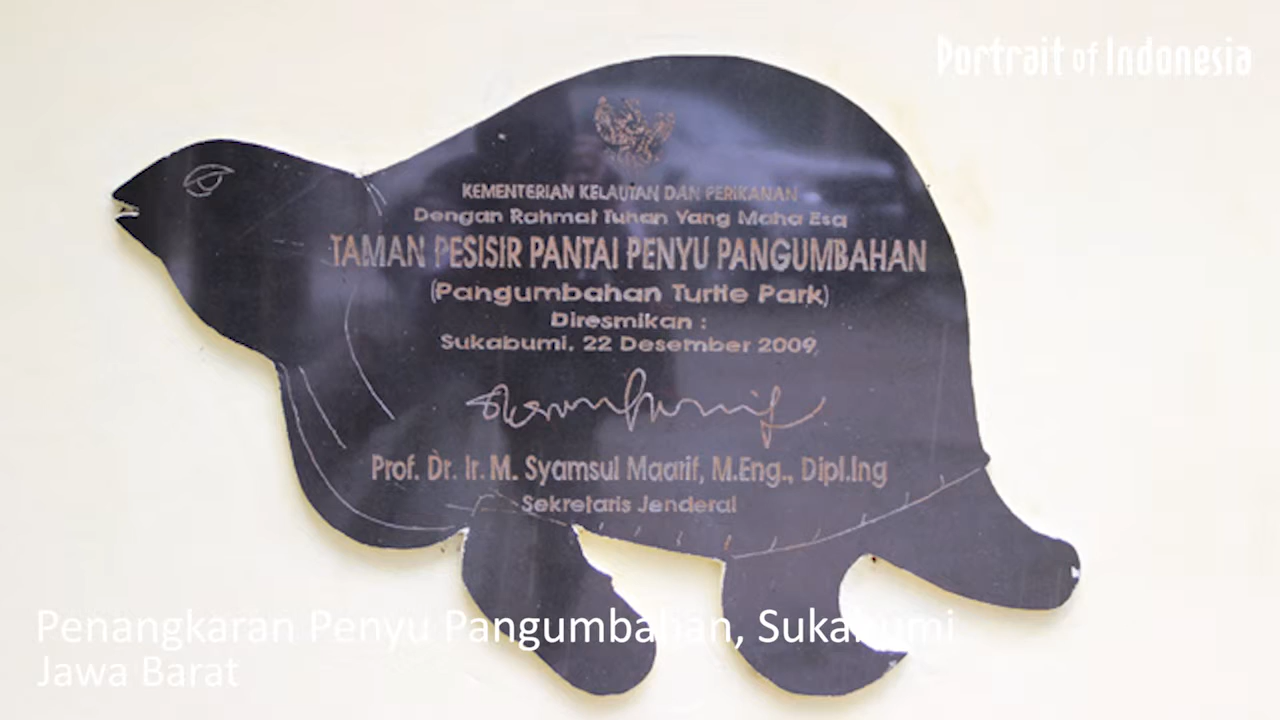 Portrait of Indonesia
KEMENTERIAN KELAUTAN DAN PERIKANAN
Dengan Rahmat Tuhan Yang Maha Esa
TAMAN PESISIR PANTAI PENYU PANGUMBAHAN
(Pangumbahan Turtle Park)
Diresmikan :
Sukabumi, 22 Desember 2009
Prof. Dr. Ir. M. Syamsul Maarif, M.Eng., Dipl.Ing
Sekretaris Jenderal
Penangkaran Penyu Pangumbahan, Sukabumi
Jawa Barat